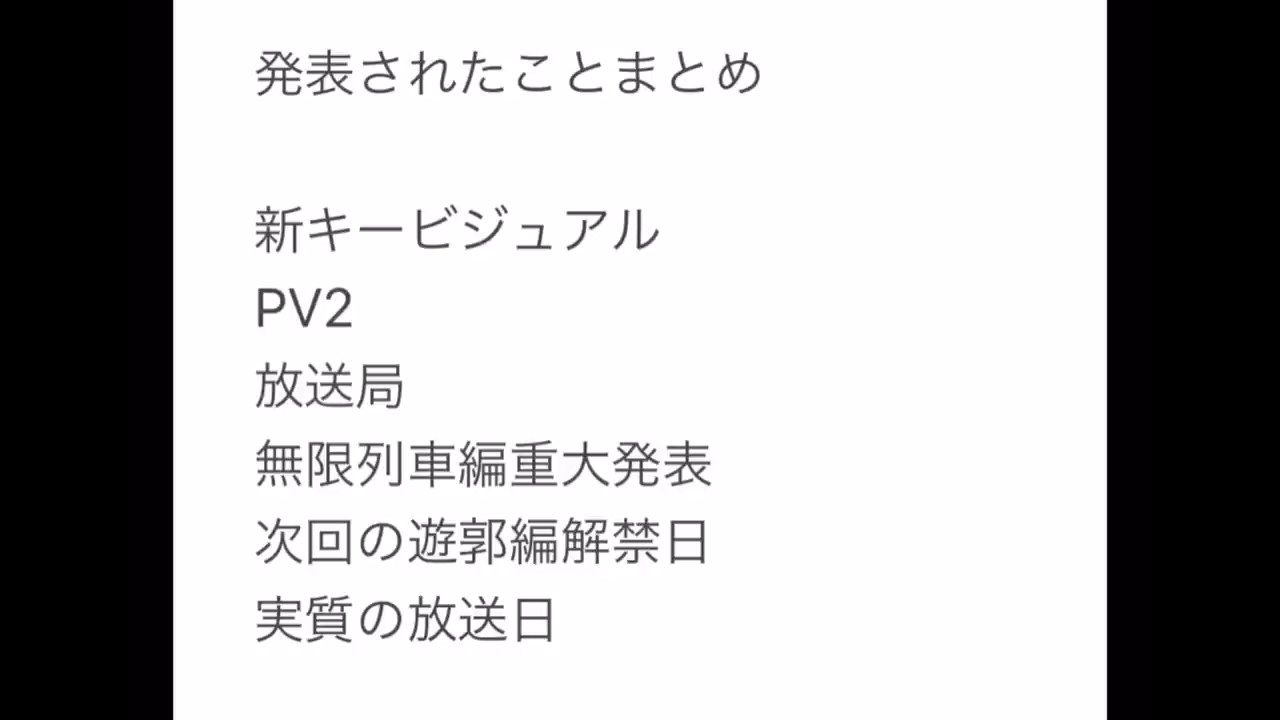 発表されたことまとめ
新キービジュアル
PV2
放送局
無限列車編重大発表
次回の遊郭編解禁日
実質の放送日